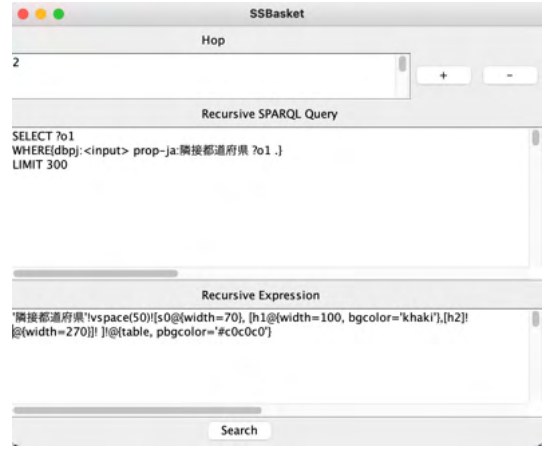 SSBasket
Hop
2
+
-
Recursive SPARQL Query
SELECT ?o1
WHERE{dbpj:<input> prop-ja:隣接都道府県 ?o1 .}
LIMIT 300
Recursive Expression
'隣接都道府県'!vspace(50)![s0@{width=70}, [h1@{width=100, bgcolor='khaki'},[h2]!
@{width=270}]! ]!@{table, pbgcolor='#c0c0c0'}
Search